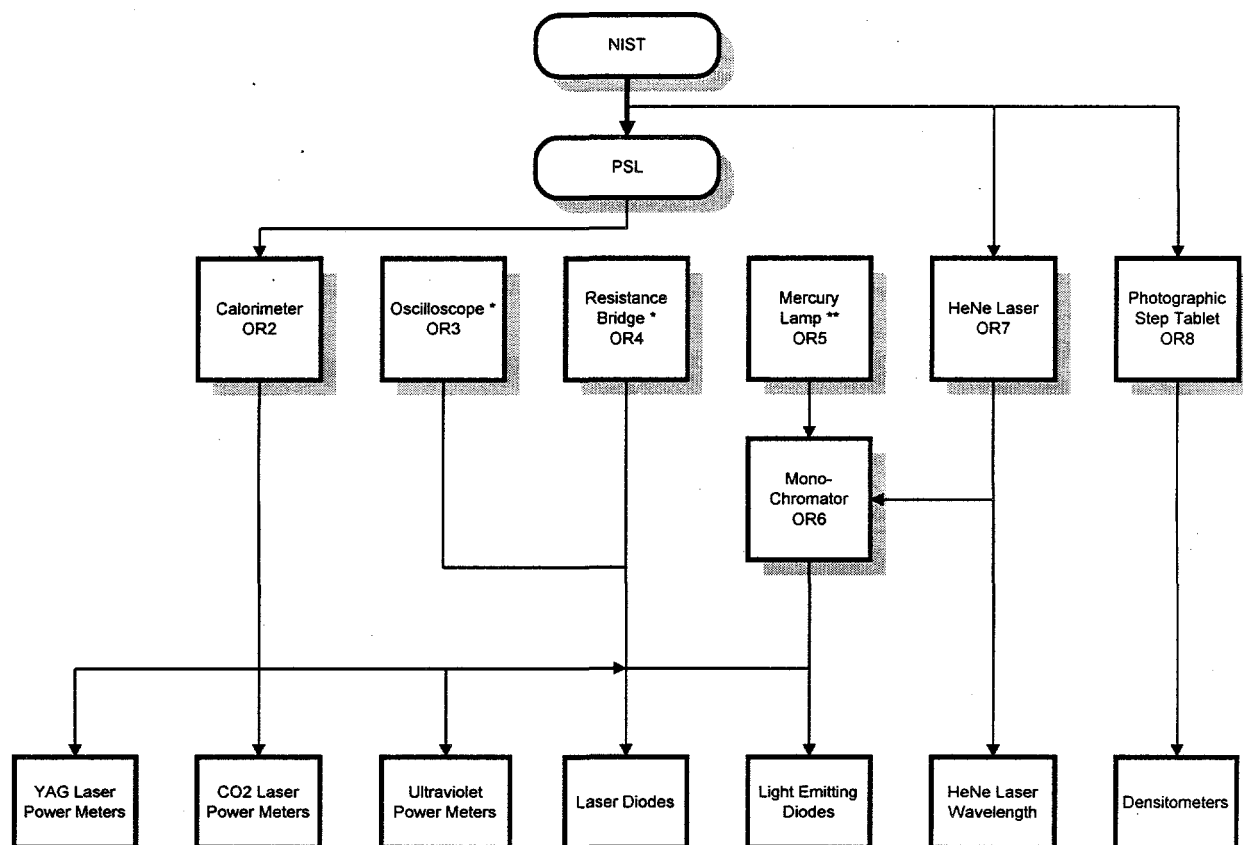 NIST
PSL
Calorimeter
OR2
Oscilloscope *
OR3
Resistance
Bridge *
OR4
Mercury
Lamp **
OR5
HeNe Laser
OR7
Photographic
Step Tablet
OR8
Mono-
Chromator
OR6
YAG Laser
Power Meters
CO2 Laser
Power Meters
Ultraviolet
Power Meters
Laser Diodes
Light Emitting
Diodes
HeNe Laser
Wavelength
Densitometers